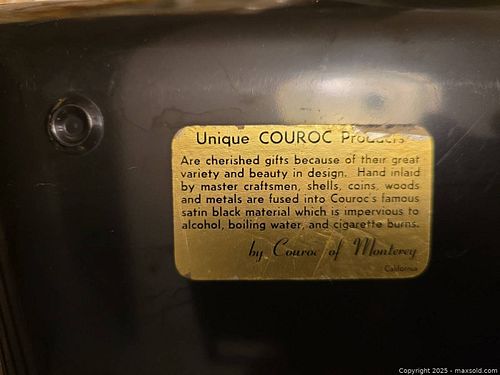 Unique COUROC Products
Are cherished gifts because of their great
variety and beauty in design. Hand inlaid
by master craftsmen, shells, coins, woods
and metals are fused into Couroc's famous
satin black material which is impervious to
alcohol, boiling water, and cigarette burns.
by Couroc of Monterey
California
Copyright 2025 - maxsold.com